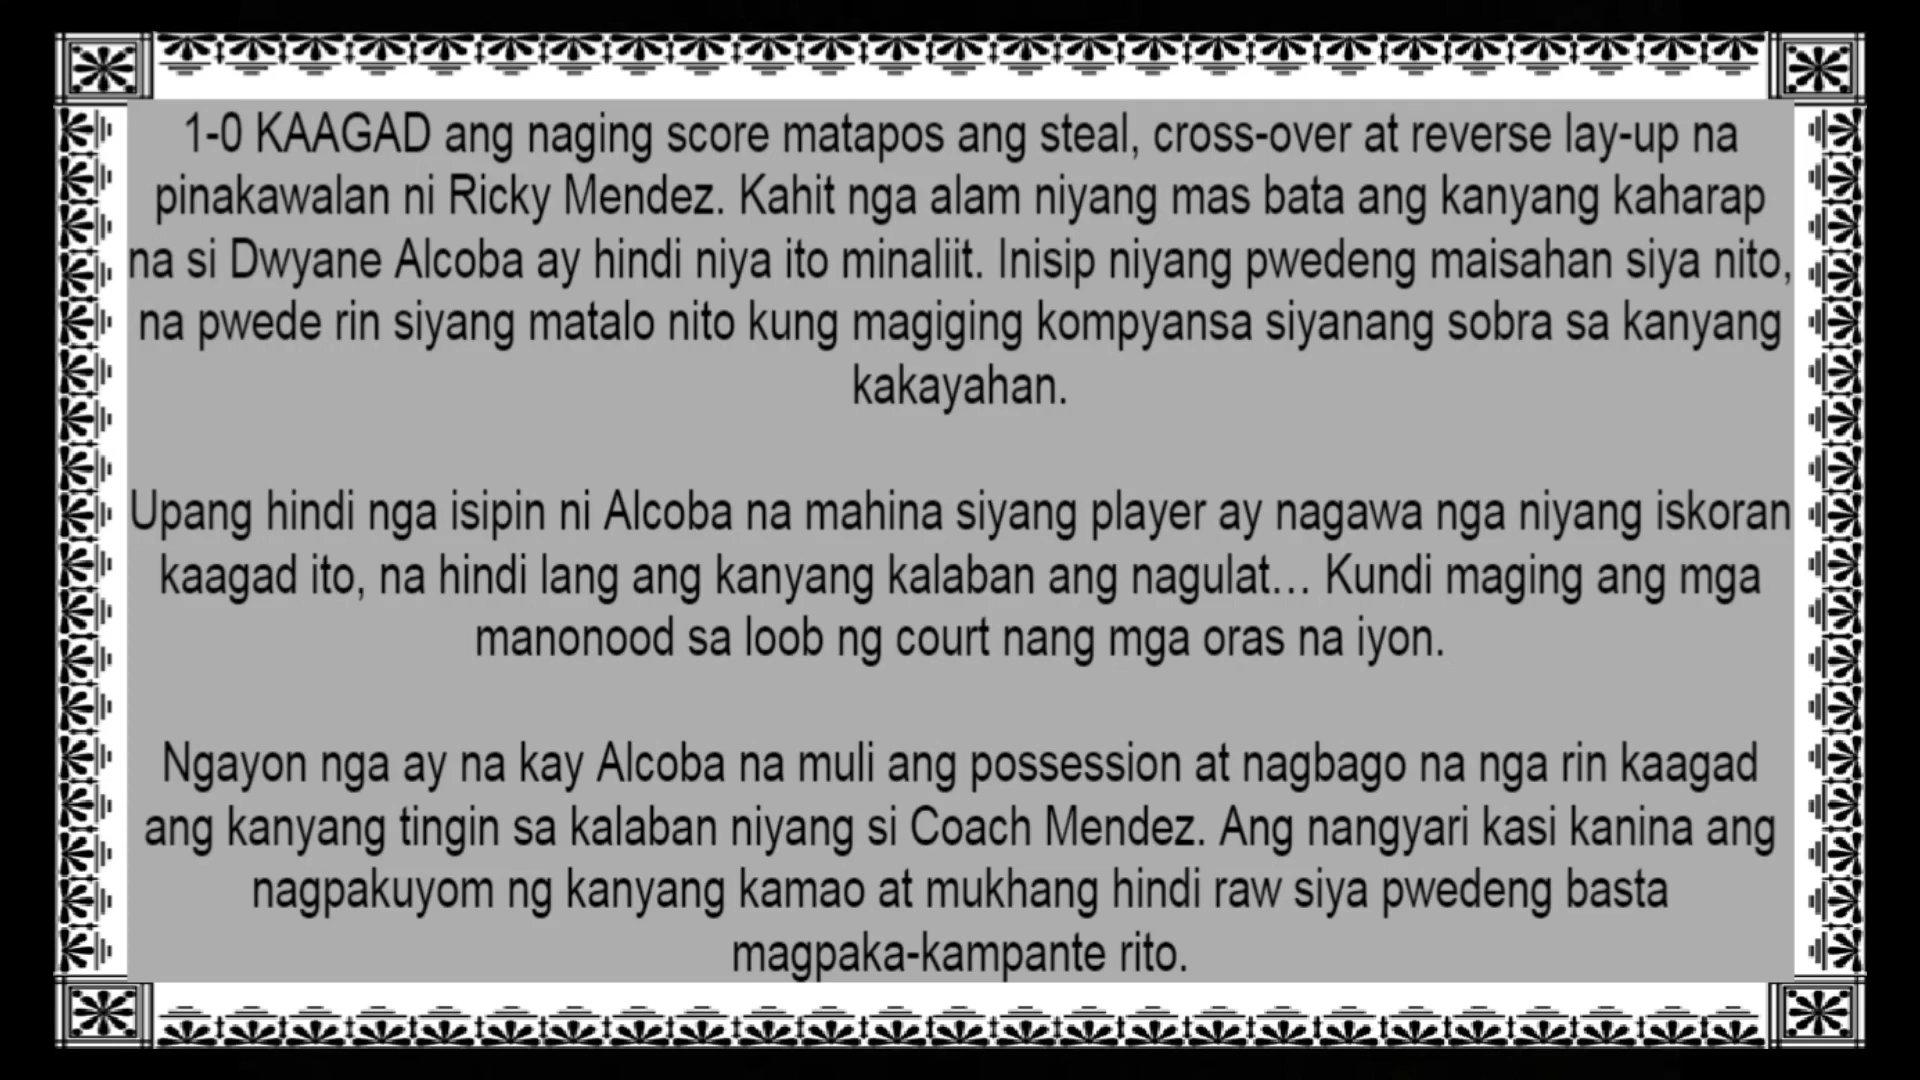 1-0 KAAGAD ang naging score matapos ang steal, cross-over at reverse lay-up na
pinakawalan ni Ricky Mendez. Kahit nga alam niyang mas bata ang kanyang kaharap
na si Dwyane Alcoba ay hindi niya ito minaliit. Inisip niyang pwedeng maisahan siya nito,
na pwede rin siyang matalo nito kung magiging kompyansa siyanang sobra sa kanyang
kakayahan.
Upang hindi nga isipin ni Alcoba na mahina siyang player ay nagawa nga niyang iskoran
kaagad ito, na hindi lang ang kanyang kalaban ang nagulat... Kundi maging ang mga
manonood sa loob ng court nang mga oras na iyon.
Ngayon nga ay na kay Alcoba na muli ang possession at nagbago na nga rin kaagad
ang kanyang tingin sa kalaban niyang si Coach Mendez. Ang nangyari kasi kanina ang
nagpakuyom ng kanyang kamao at mukhang hindi raw siya pwedeng basta
magpaka-kampante rito.